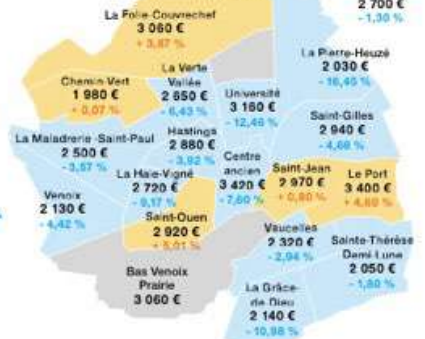 2 700 €
- 1,30 %
La Folie-Couvrechef
3 060 €
+ 3,87 %
La Pierre-Heuzé
2 030 €
- 16,45 %
Chemin-Vert
1 980 €
+ 0,07 %
La Verte
Vallée
2 650 €
- 6,43 %
Université
3 160 €
- 12,46 %
Saint-Gilles
2 940 €
- 4,66 %
La Maladrerie -Saint-Paul
2 500 €
- 3,57 %
Hastings
2 880 €
- 3,92 %
Centre
ancien
3 420 €
- 7,60 %
Saint-Jean
2 970 €
+ 0,80 %
Le Port
3 400 €
+ 4,60 %
La Haie-Vigné
2 720 €
- 9,17 %
Venoix
2 130 €
- 4,42 %
Saint-Ouen
2 920 €
+ 5,01 %
Vaucelles
2 320 €
- 2,94 %
Sainte-Thérèse
Demi-Lune
2 050 €
- 1,80 %
Bas Venoix
Prairie
3 060 €
La Grâce-
de-Dieu
2 140 €
- 10,98 %